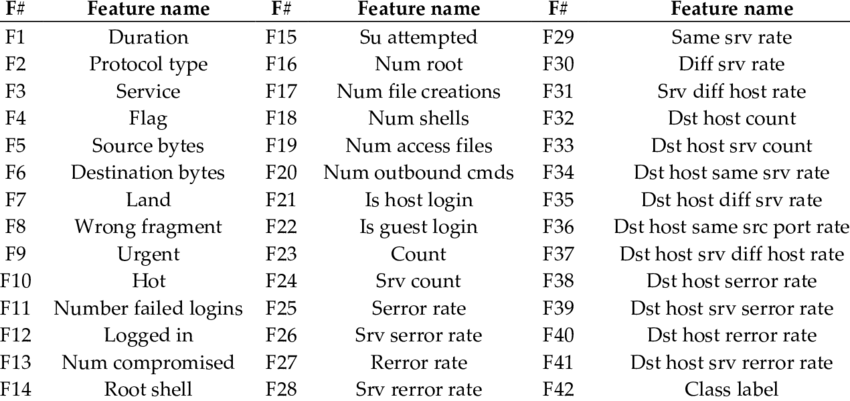 F# Feature name F# Feature name F# Feature name
F1 Duration F15 Su attempted F29 Same srv rate
F2 Protocol type F16 Num root F30 Diff srv rate
F3 Service F17 Num file creations F31 Srv diff host rate
F4 Flag F18 Num shells F32 Dst host count
F5 Source bytes F19 Num access files F33 Dst host srv count
F6 Destination bytes F20 Num outbound cmds F34 Dst host same srv rate
F7 Land F21 Is host login F35 Dst host diff srv rate
F8 Wrong fragment F22 Is guest login F36 Dst host same src port rate
F9 Urgent F23 Count F37 Dst host srv diff host rate
F10 Hot F24 Srv count F38 Dst host serror rate
F11 Number failed logins F25 Serror rate F39 Dst host srv serror rate
F12 Logged in F26 Srv serror rate F40 Dst host rerror rate
F13 Num compromised F27 Rerror rate F41 Dst host srv rerror rate
F14 Root shell F28 Srv rerror rate F42 Class label